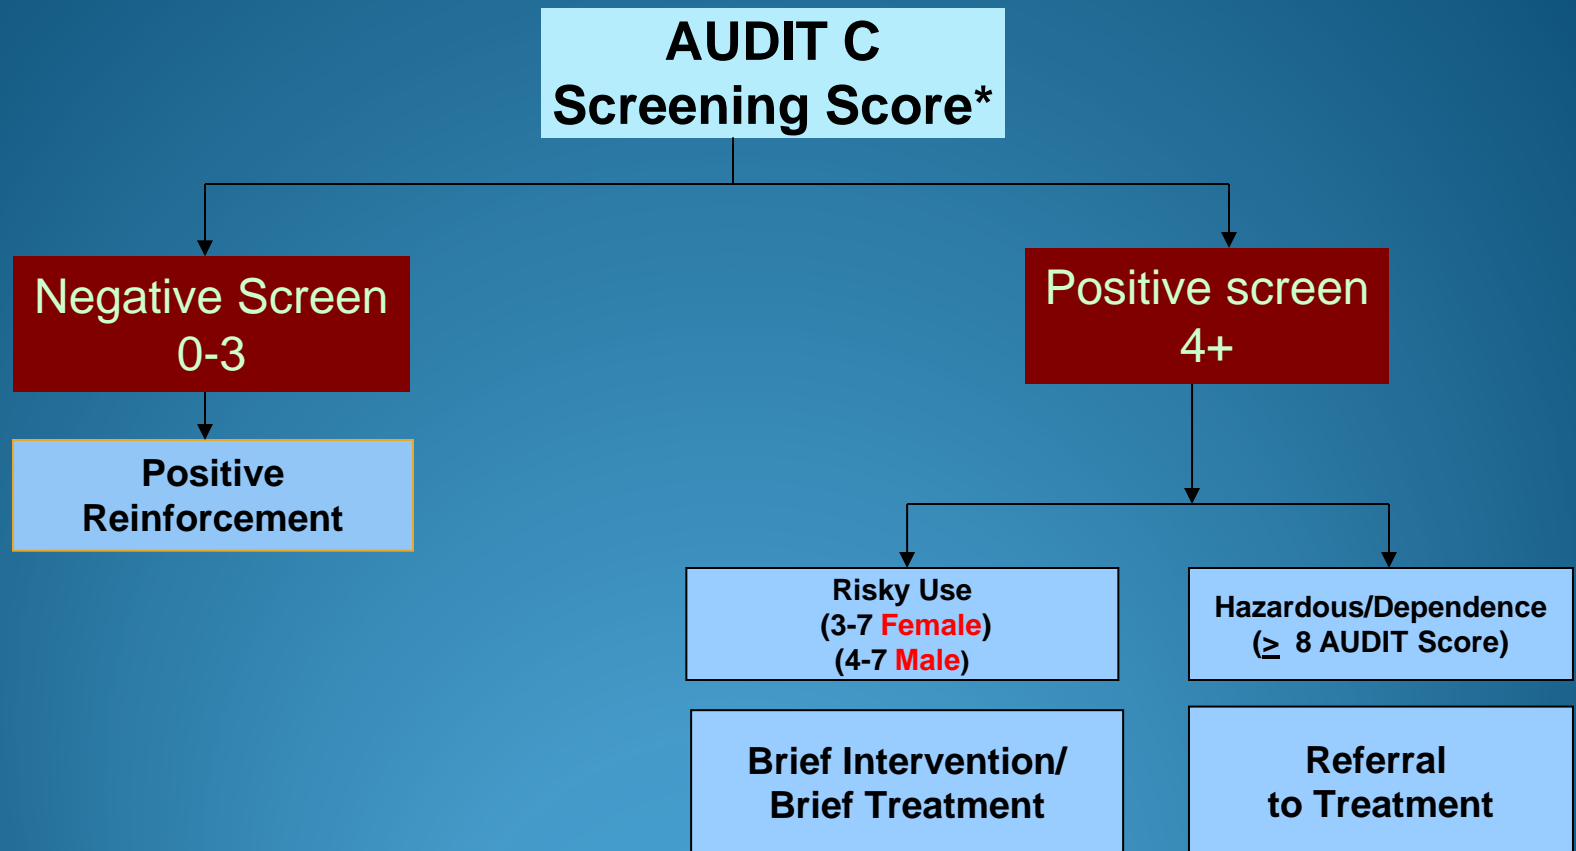 AUDIT C
Screening Score*
Negative Screen
0-3
Positive screen
4+
Positive
Reinforcement
Risky Use
(3-7 Female)
(4-7 Male)
Hazardous/Dependence
(≥ 8 AUDIT Score)
Brief Intervention/
Brief Treatment
Referral
to Treatment